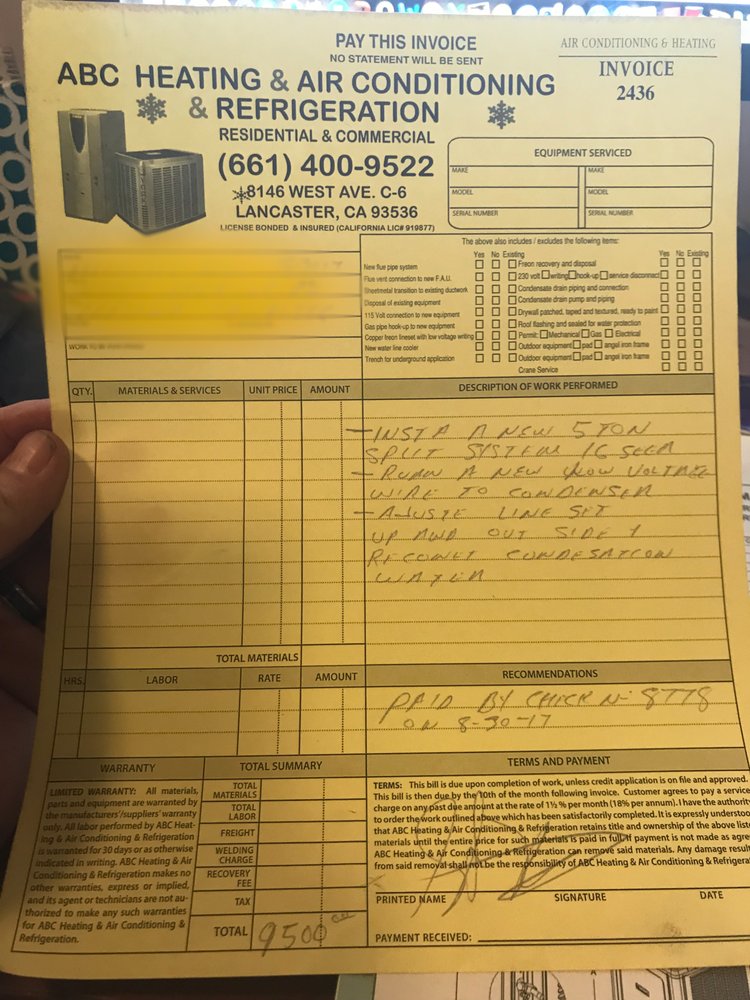 PAY THIS INVOICE
NO STATEMENT WILL BE SENT
AIR CONDITIONING & HEATING
INVOICE
2436
ABC HEATING & AIR CONDITIONING
& REFRIGERATION
RESIDENTIAL & COMMERCIAL
(661) 400-9522
8146 WEST AVE. C-6
LANCASTER, CA 93536
LICENSE BONDED & INSURED (CALIFORNIA LIC# 919877)
EQUIPMENT SERVICED
MAKE MAKE
MODEL MODEL
SERIAL NUMBER SERIAL NUMBER
The above also includes / excludes the following items:
Yes No Existing Yes No Existing
New flue pipe system Freon recovery and disposal
Flue vent connection to new F.A.U. 230 volt writing hook-up service disconnect
Sheetmetal transition to existing ductwork Condensate drain piping and connection
Disposal of existing equipment Condensate drain pump and piping
115 Volt connection to new equipment Drywall patched, taped and textured, ready to paint
Gas pipe hook-up to new equipment Roof flashing and sealed for water protection
Copper freon lineset with low voltage writing Permit: Mechanical Gas Electrical
New water line cooler Outdoor equipment pad angel iron frame
Trench for underground application Outdoor equipment pad angel iron frame
Crane Service
WORK TO BE
QTY. MATERIALS & SERVICES UNIT PRICE AMOUNT DESCRIPTION OF WORK PERFORMED
- INSTA A NEW 5 TON
SPLIT SYSTEM 16 SEER
- RUNN A NEW LOW VOLTAGE
WIRE TO CONDENSER
- AJUSTE LINE SET
UP AND OUT SIDE
RECONET CONDESATION
WATER
TOTAL MATERIALS
HRS. LABOR RATE AMOUNT RECOMMENDATIONS
PAID BY CHECK N- 8778
ON 8-30-17
WARRANTY TOTAL SUMMARY TERMS AND PAYMENT
LIMITED WARRANTY: All materials,
parts and equipment are warranted by
the manufacturers'/suppliers' warranty
only. All labor performed by ABC Heat-
ing & Air Conditioning & Refrigeration
is warranted for 30 days or as otherwise
indicated in writing. ABC Heating & Air
Conditioning & Refrigeration makes no
other warranties, express or implied,
and its agent or technicians are not au-
thorized to make any such warranties
for ABC Heating & Air Conditioning &
Refrigeration.
TOTAL MATERIALS
TOTAL LABOR
FREIGHT
WELDING CHARGE
RECOVERY FEE
TAX
TOTAL 9500
TERMS: This bill is due upon completion of work, unless credit application is on file and approved.
This bill is then due by the 10th of the month following invoice. Customer agrees to pay a service
charge on any past due amount at the rate of 1½ % per month (18% per annum). I have the authority
to order the work outlined above which has been satisfactorily completed. It is expressly understood
that ABC Heating & Air Conditioning & Refrigeration retains title and ownership of the above list
materials until the entire price for such materials is paid in full. If payment is not made as agree
ABC Heating & Air Conditioning & Refrigeration can remove said materials. Any damage result
from said removal shall not be the responsibility of ABC Heating & Air Conditioning & Refrigera
PRINTED NAME SIGNATURE DATE
PAYMENT RECEIVED: